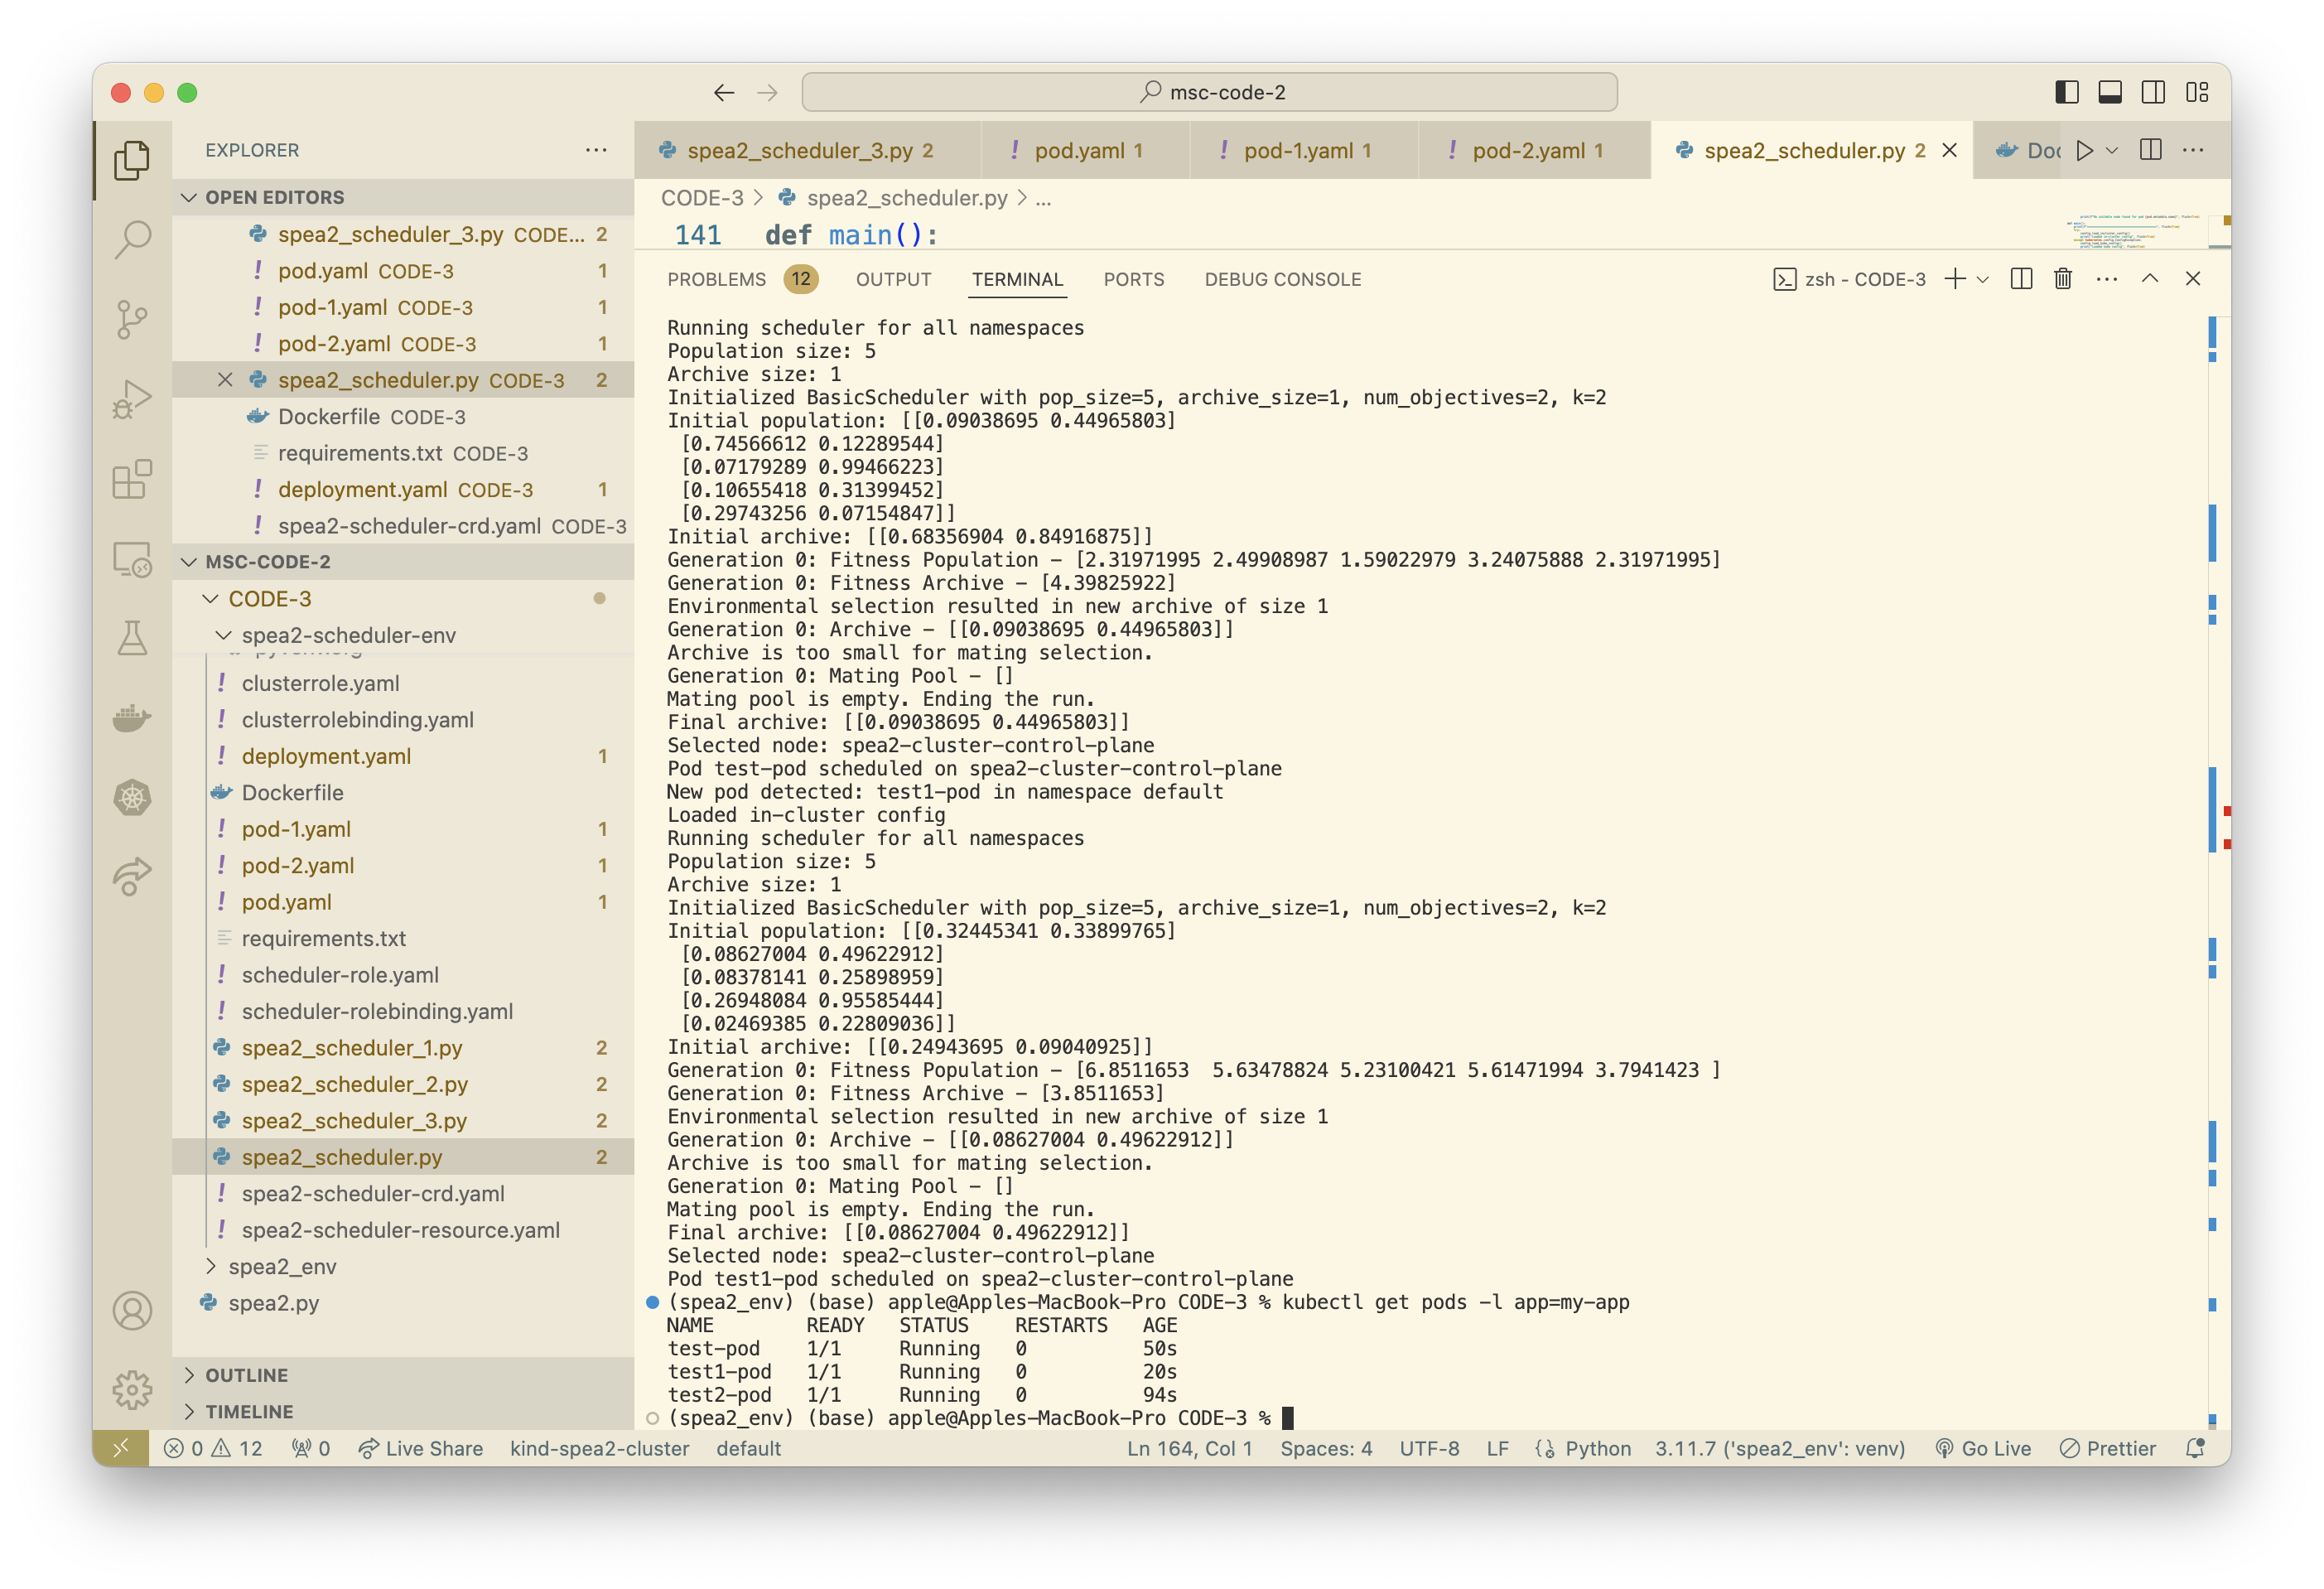 msc-code-2
EXPLORER
OPEN EDITORS
spea2_scheduler_3.py CODE... 2
pod.yaml CODE-3 1
pod-1.yaml CODE-3 1
pod-2.yaml CODE-3 1
spea2_scheduler.py CODE-3 2
Dockerfile CODE-3
requirements.txt CODE-3
deployment.yaml CODE-3 1
spea2-scheduler-crd.yaml CODE-3
MSC-CODE-2
CODE-3
spea2-scheduler-env
clusterrole.yaml
clusterrolebinding.yaml
deployment.yaml 1
Dockerfile
pod-1.yaml 1
pod-2.yaml 1
pod.yaml 1
requirements.txt
scheduler-role.yaml
scheduler-rolebinding.yaml
spea2_scheduler_1.py 2
spea2_scheduler_2.py 2
spea2_scheduler_3.py 2
spea2_scheduler.py 2
spea2-scheduler-crd.yaml
spea2-scheduler-resource.yaml
spea2_env
spea2.py
OUTLINE
TIMELINE
spea2_scheduler_3.py 2 pod.yaml 1 pod-1.yaml 1 pod-2.yaml 1 spea2_scheduler.py 2 Doc
CODE-3 > spea2_scheduler.py > ...
141 def main():
PROBLEMS 12 OUTPUT TERMINAL PORTS DEBUG CONSOLE zsh - CODE-3
Running scheduler for all namespaces
Population size: 5
Archive size: 1
Initialized BasicScheduler with pop_size=5, archive_size=1, num_objectives=2, k=2
Initial population: [[0.09038695 0.44965803]
[0.74566612 0.12289544]
[0.07179289 0.99466223]
[0.10655418 0.31399452]
[0.29743256 0.07154847]]
Initial archive: [[0.68356904 0.84916875]]
Generation 0: Fitness Population - [2.31971995 2.49908987 1.59022979 3.24075888 2.31971995]
Generation 0: Fitness Archive - [4.39825922]
Environmental selection resulted in new archive of size 1
Generation 0: Archive - [[0.09038695 0.44965803]]
Archive is too small for mating selection.
Generation 0: Mating Pool - []
Mating pool is empty. Ending the run.
Final archive: [[0.09038695 0.44965803]]
Selected node: spea2-cluster-control-plane
Pod test-pod scheduled on spea2-cluster-control-plane
New pod detected: test1-pod in namespace default
Loaded in-cluster config
Running scheduler for all namespaces
Population size: 5
Archive size: 1
Initialized BasicScheduler with pop_size=5, archive_size=1, num_objectives=2, k=2
Initial population: [[0.32445341 0.33899765]
[0.08627004 0.49622912]
[0.08378141 0.25898959]
[0.26948084 0.95585444]
[0.02469385 0.22809036]]
Initial archive: [[0.24943695 0.09040925]]
Generation 0: Fitness Population - [6.8511653  5.63478824 5.23100421 5.61471994 3.7941423 ]
Generation 0: Fitness Archive - [3.8511653]
Environmental selection resulted in new archive of size 1
Generation 0: Archive - [[0.08627004 0.49622912]]
Archive is too small for mating selection.
Generation 0: Mating Pool - []
Mating pool is empty. Ending the run.
Final archive: [[0.08627004 0.49622912]]
Selected node: spea2-cluster-control-plane
Pod test1-pod scheduled on spea2-cluster-control-plane
(spea2_env) (base) apple@Apples-MacBook-Pro CODE-3 % kubectl get pods -l app=my-app
NAME READY STATUS RESTARTS AGE
test-pod 1/1 Running 0 50s
test1-pod 1/1 Running 0 20s
test2-pod 1/1 Running 0 94s
(spea2_env) (base) apple@Apples-MacBook-Pro CODE-3 %
0 12 0 Live Share kind-spea2-cluster default Ln 164, Col 1 Spaces: 4 UTF-8 LF Python 3.11.7 ('spea2_env': venv) Go Live Prettier